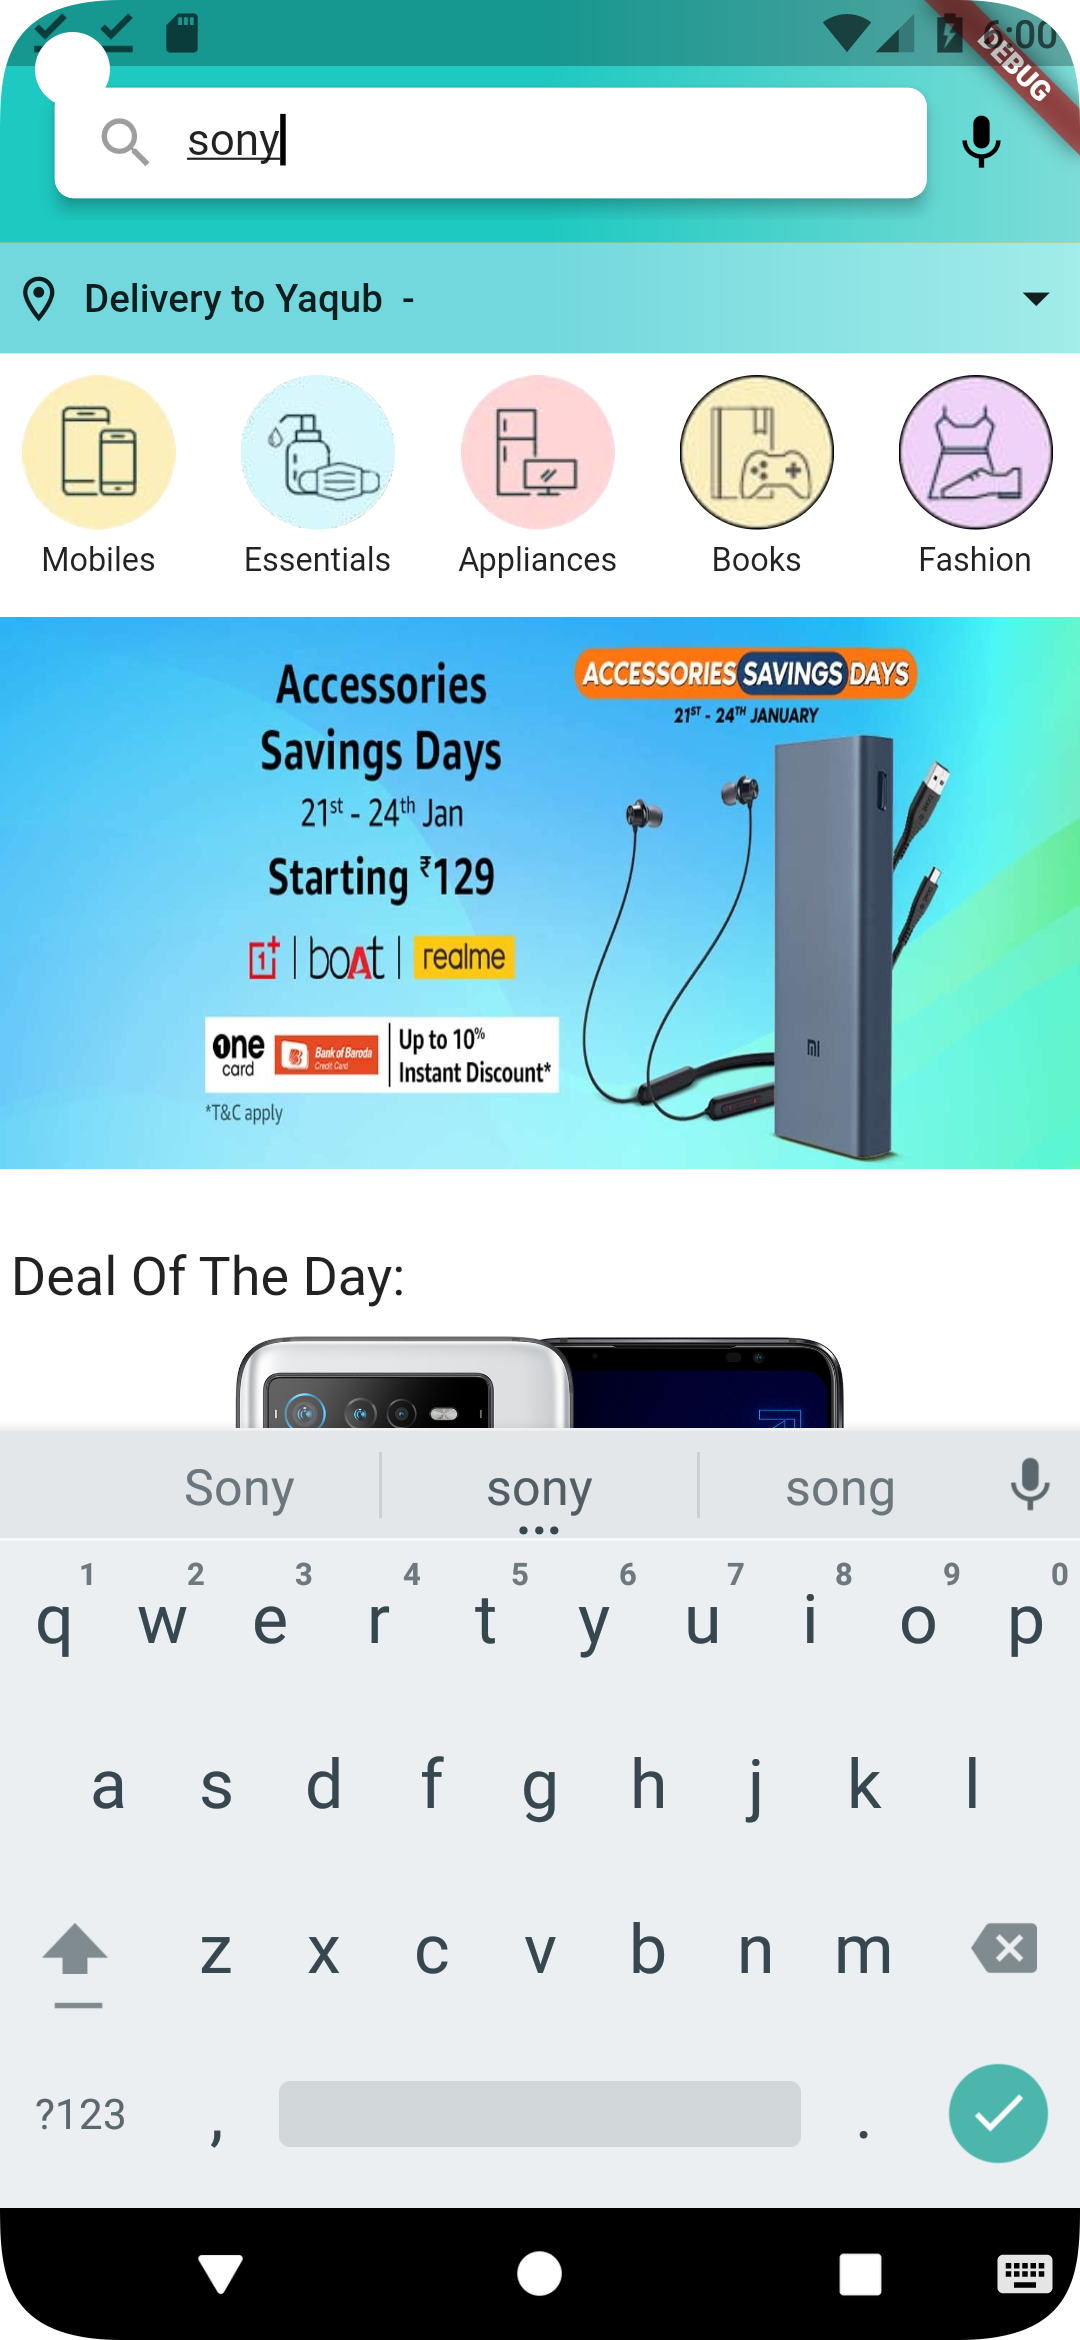 6:00
DEBUG
sony
Delivery to Yaqub -
Mobiles Essentials Appliances Books Fashion
Accessories
Savings Days
21st - 24th Jan
Starting ₹129
boAt | realme
one card Bank of Baroda Credit Card Up to 10% Instant Discount*
*T&C apply
ACCESSORIES SAVINGS DAYS
21ST - 24TH JANUARY
MI
Deal Of The Day:
Sony sony song
1 2 3 4 5 6 7 8 9 0
q w e r t y u i o p
a s d f g h j k l
z x c v b n m
?123 , .